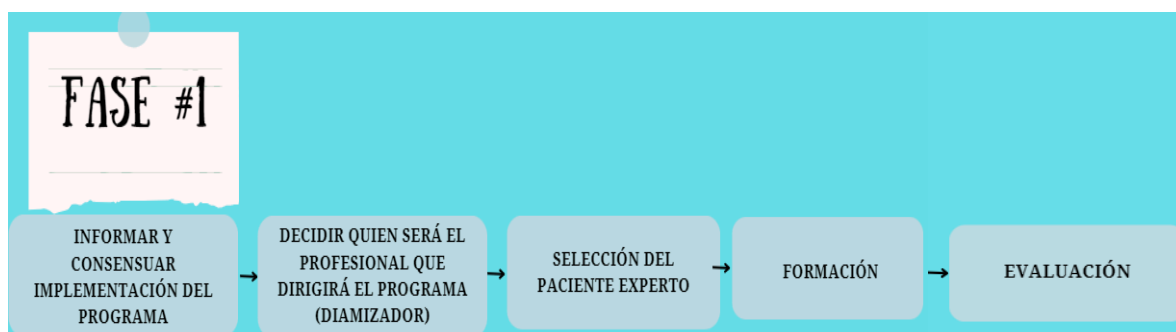 FASE #1
INFORMAR Y
CONSENSUAR
IMPLEMENTACIÓN DEL
PROGRAMA
DECIDIR QUIEN SERÁ EL
PROFESIONAL QUE
DIRIGIRÁ EL PROGRAMA
(DIAMIZADOR)
SELECCIÓN DEL
PACIENTE EXPERTO
FORMACIÓN
EVALUACIÓN